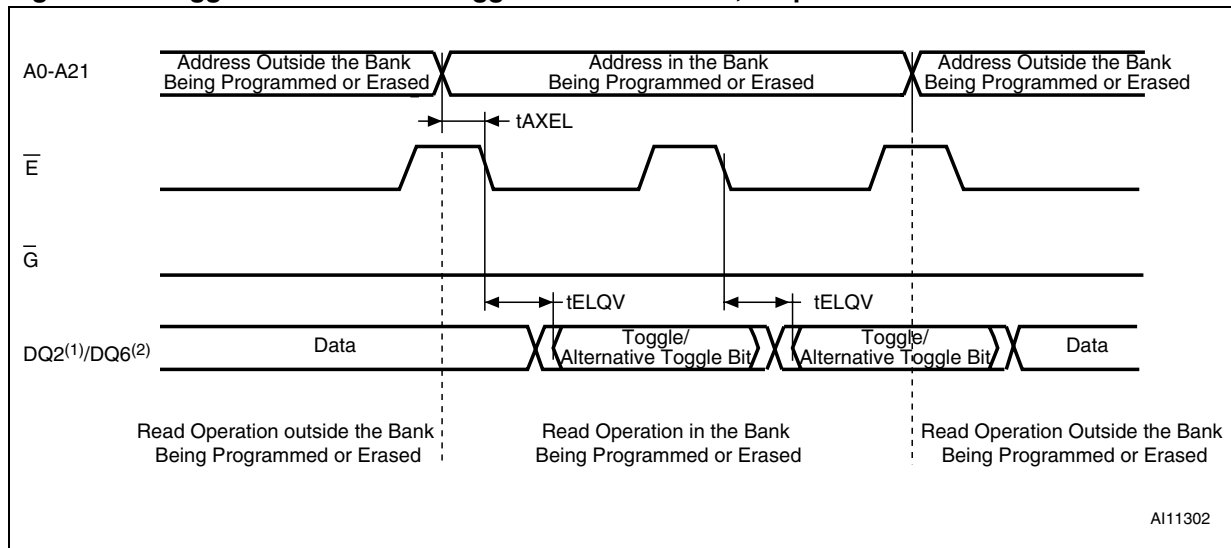 A0-A21
Address Outside the Bank
Being Programmed or Erased
Address in the Bank
Being Programmed or Erased
Address Outside the Bank
Being Programmed or Erased
tAXEL
E
G
tELQV
tELQV
DQ2(1)/DQ6(2)
Data
Toggle/
Alternative Toggle Bit
Toggle/
Alternative Toggle Bit
Data
Read Operation outside the Bank
Being Programmed or Erased
Read Operation in the Bank
Being Programmed or Erased
Read Operation Outside the Bank
Being Programmed or Erased
AI11302